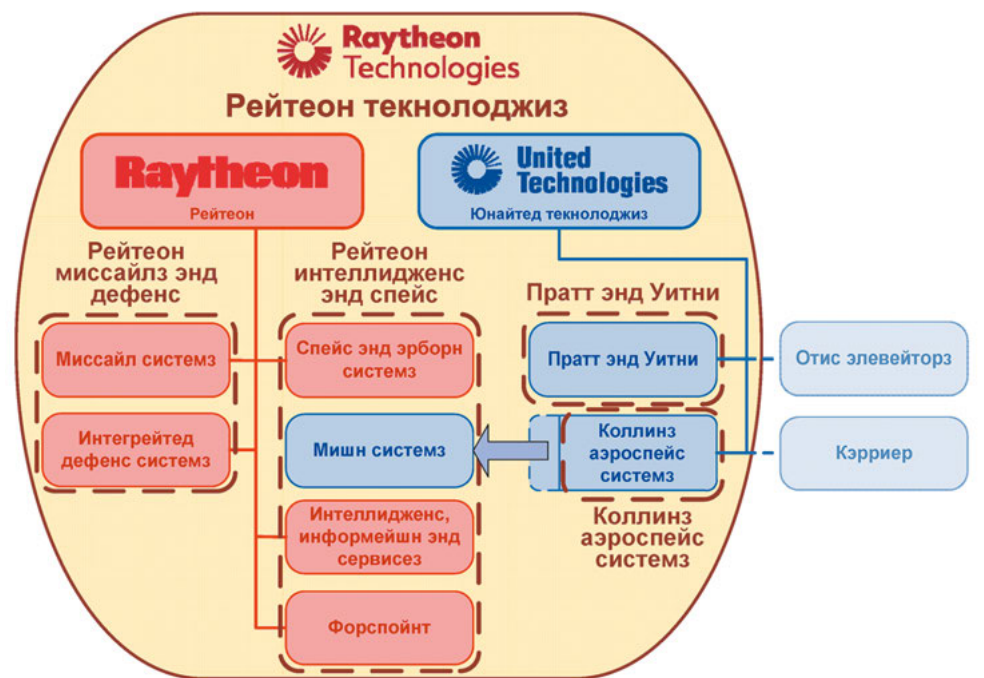 Raytheon
Technologies
Рейтеон текнолоджиз
Raytheon
Рейтеон
United
Technologies
Юнайтед текнолоджиз
Рейтеон
миссайлз энд
дефенс
Миссайл системз
Интегрейтед
дефенс системз
Рейтеон
интеллидженс
энд спейс
Спейс энд эрборн
системз
Мишн системз
Интеллидженс,
информейшн энд
сервисез
Форспойнт
Пратт энд Уитни
Пратт энд Уитни
Коллинз
аэроспейс
системз
Коллинз
аэроспейс
системз
Отис элевейторз
Кэрриер